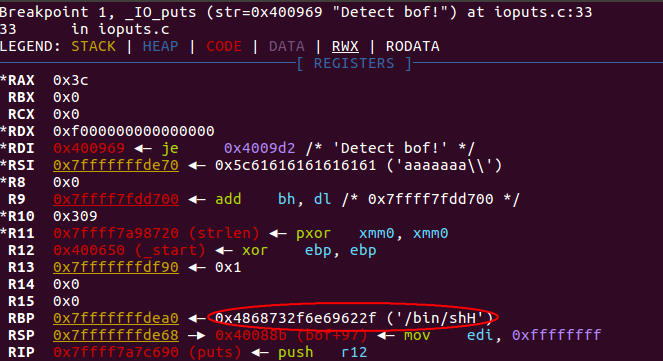 Breakpoint 1, _IO_puts (str=0x400969 "Detect bof!") at ioputs.c:33
33      in ioputs.c
LEGEND: STACK | HEAP | CODE | DATA | RWX | RODATA
[ REGISTERS ]
*RAX  0x3c
RBX  0x0
RCX  0x0
*RDX  0xf000000000000000
*RDI  0x400969 ◂— je     0x4009d2 /* 'Detect bof!' */
*RSI  0x7fffffffde70 ◂— 0x5c61616161616161 ('aaaaaaa\\')
*R8   0x0
R9   0x7ffff7fdd700 ◂— add    bh, dl /* 0x7ffff7fdd700 */
*R10  0x309
*R11  0x7ffff7a98720 (strlen) ◂— pxor   xmm0, xmm0
R12  0x400650 (_start) ◂— xor    ebp, ebp
R13  0x7fffffffdf90 ◂— 0x1
R14  0x0
R15  0x0
RBP  0x7fffffffdea0 ◂— 0x4868732f6e69622f ('/bin/shH')
RSP  0x7fffffffde68 —▸ 0x40088b (bof+97) ◂— mov    edi, 0xffffffff
RIP  0x7ffff7a7c690 (puts) ◂— push   r12